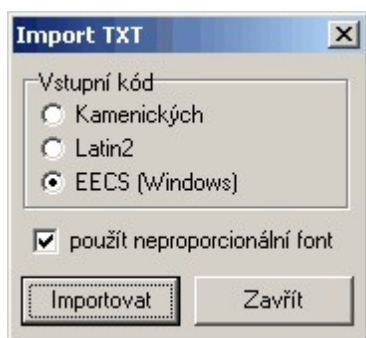 Import TXT
Vstupní kód
Kamenických
Latin2
EECS (Windows)
použít neproporcionální font
Importovat
Zavřít